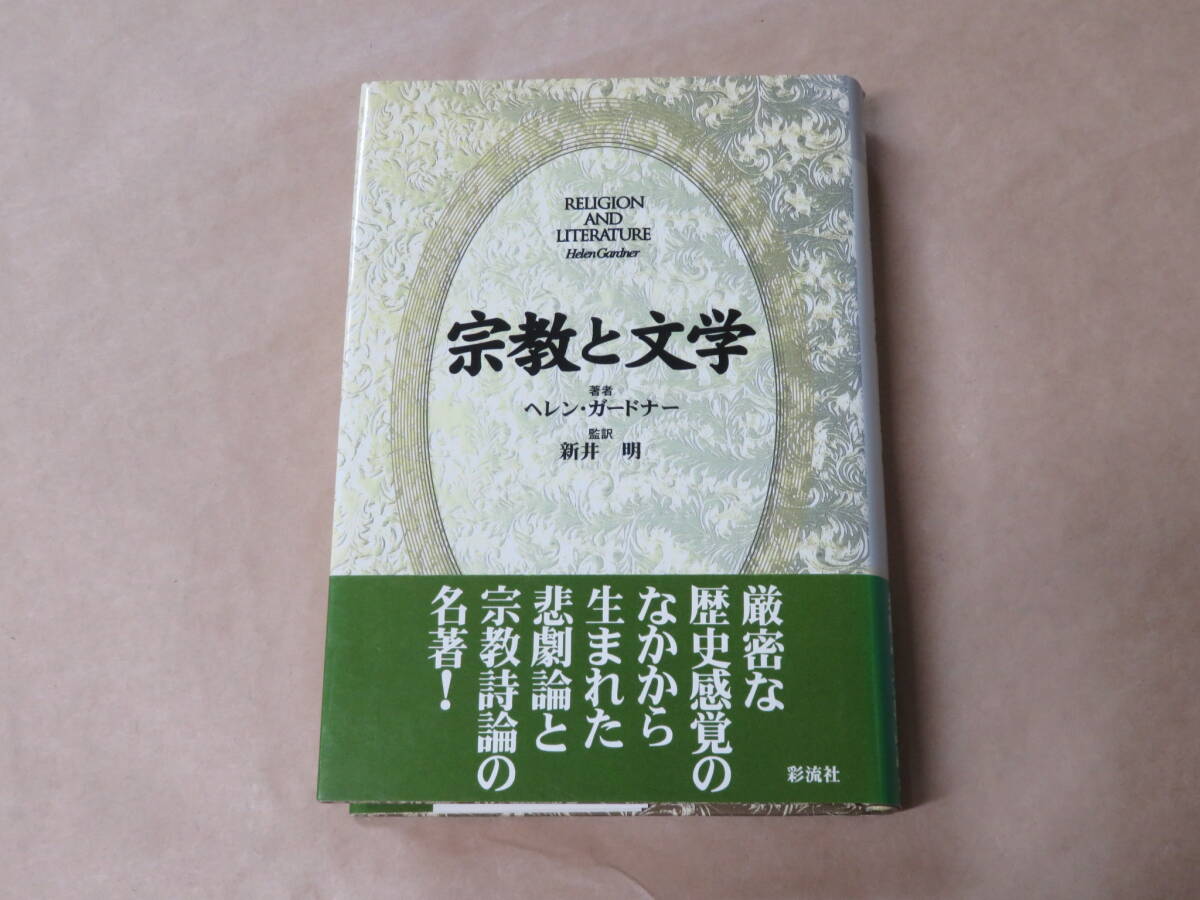 RELIGION
AND
LITERATURE
Helen Gardner
宗教と文学
著者
ヘレン・ガードナー
監訳
新井 明
厳密な
歴史感覚の
なかから
生まれた
悲劇論と
宗教詩論の
名著!
彩流社